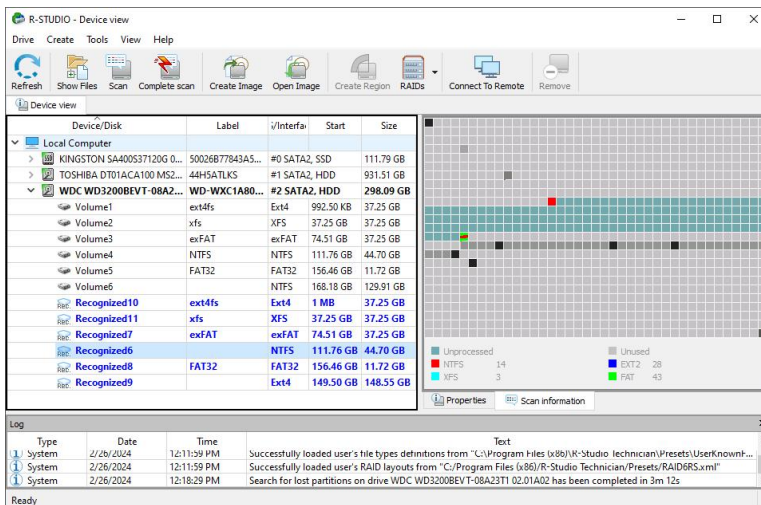 R-STUDIO - Device view
Drive Create Tools View Help
Refresh Show Files Scan Complete scan Create Image Open Image Create Region RAIDs Connect To Remote Remove
Device view
Device/Disk Label /Interfa Start Size
Local Computer
KINGSTON SA400S37120G 0... 50026B77843A5... #0 SATA2, SSD 111.79 GB
TOSHIBA DT01ACA100 MS2... 44H5ATLKS #1 SATA2, HDD 931.51 GB
WDC WD3200BEVT-08A2... WD-WXC1A80... #2 SATA2, HDD 298.09 GB
Volume1 ext4fs Ext4 992.50 KB 37.25 GB
Volume2 xfs XFS 37.25 GB 37.25 GB
Volume3 exFAT exFAT 74.51 GB 37.25 GB
Volume4 NTFS NTFS 111.76 GB 44.70 GB
Volume5 FAT32 FAT32 156.46 GB 11.72 GB
Volume6 NTFS 168.18 GB 129.91 GB
Rec Recognized10 ext4fs Ext4 1 MB 37.25 GB
Rec Recognized11 xfs XFS 37.25 GB 37.25 GB
Rec Recognized7 exFAT exFAT 74.51 GB 37.25 GB
Rec Recognized6 NTFS 111.76 GB 44.70 GB
Rec Recognized8 FAT32 FAT32 156.46 GB 11.72 GB
Rec Recognized9 Ext4 149.50 GB 148.55 GB
Unprocessed Unused
NTFS 14 EXT2 28
XFS 3 FAT 43
Properties Scan information
Log
Type Date Time Text
System 2/26/2024 12:11:59 PM Successfully loaded user's file types definitions from "C:\Program Files (x86)\R-Studio Technician\Presets\UserKnownF...
System 2/26/2024 12:11:59 PM Successfully loaded user's RAID layouts from "C:/Program Files (x86)/R-Studio Technician/Presets/RAID6RS.xml"
System 2/26/2024 12:18:29 PM Search for lost partitions on drive WDC WD3200BEVT-08A23T1 02.01A02 has been completed in 3m 12s
Ready